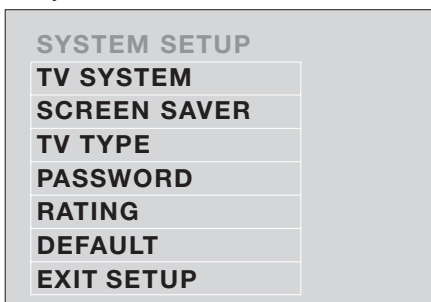 SYSTEM SETUP
TV SYSTEM
SCREEN SAVER
TV TYPE
PASSWORD
RATING
DEFAULT
EXIT SETUP